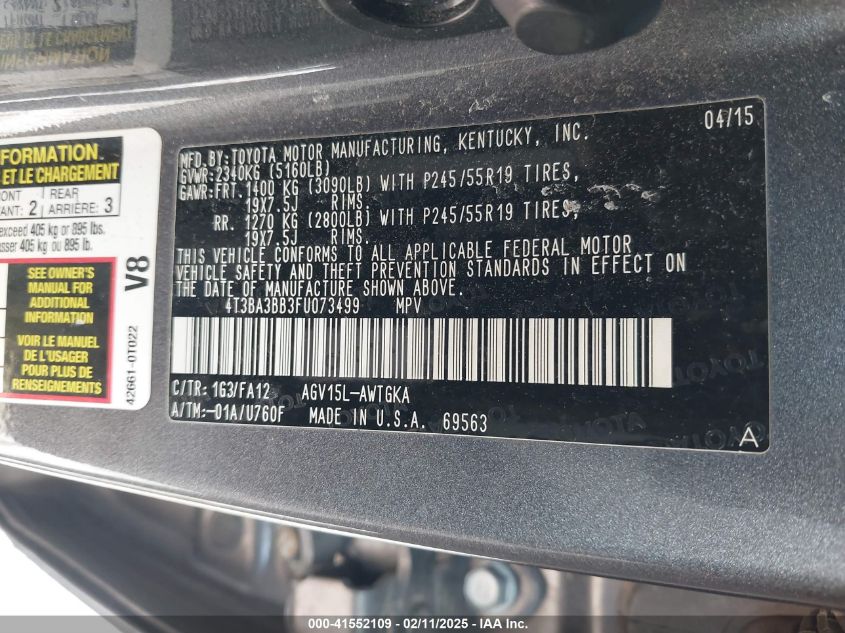 FORMATION
ET LE CHARGEMENT
ONT 2 REAR 3
ANT: ARRIÈRE:
exceed 405 kg or 895 lbs.
asser 405 kg ou 895 lb.
SEE OWNER'S
MANUAL FOR
ADDITIONAL
INFORMATION
VOIR LE MANUEL
DE L'USAGER
POUR PLUS DE
RENSEIGNEMENTS
V8
42661-0T022
04/15
MFD.BY:TOYOTA MOTOR MANUFACTURING, KENTUCKY, INC.
GVWR:2340KG (5160LB)
GAWR:FRT. 1400 KG (3090LB) WITH P245/55R19 TIRES,
19X7.5J RIMS.
RR. 1270 KG (2800LB) WITH P245/55R19 TIRES,
19X7.5J RIMS.
THIS VEHICLE CONFORMS TO ALL APPLICABLE FEDERAL MOTOR
VEHICLE SAFETY AND THEFT PREVENTION STANDARDS IN EFFECT ON
THE DATE OF MANUFACTURE SHOWN ABOVE.
4T3BA3BB3FU073499 MPV
C/TR: 1G3/FA12 AGV15L-AWTGKA
A/TM:-01A/U760F MADE IN U.S.A. 69563
A
000-41552109 - 02/11/2025 - IAA Inc.